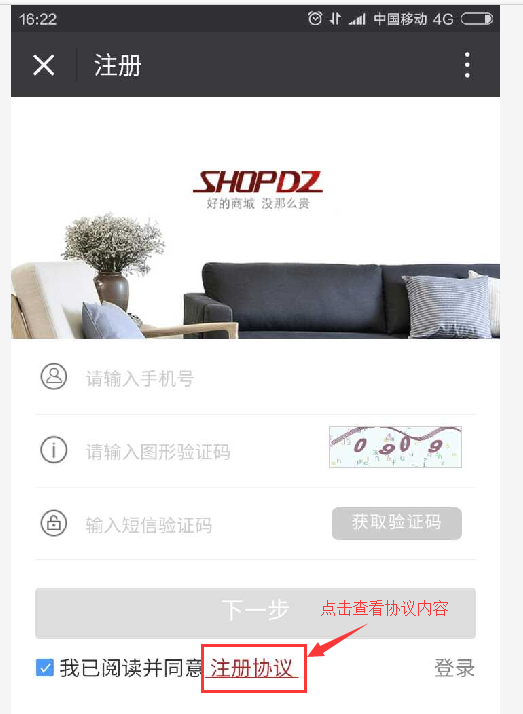 16:22 中国移动 4G
注册
SHOPDZ
好的商城 没那么贵
请输入手机号
请输入图形验证码 0909
输入短信验证码 获取验证码
下一步
点击查看协议内容
我已阅读并同意 注册协议 登录